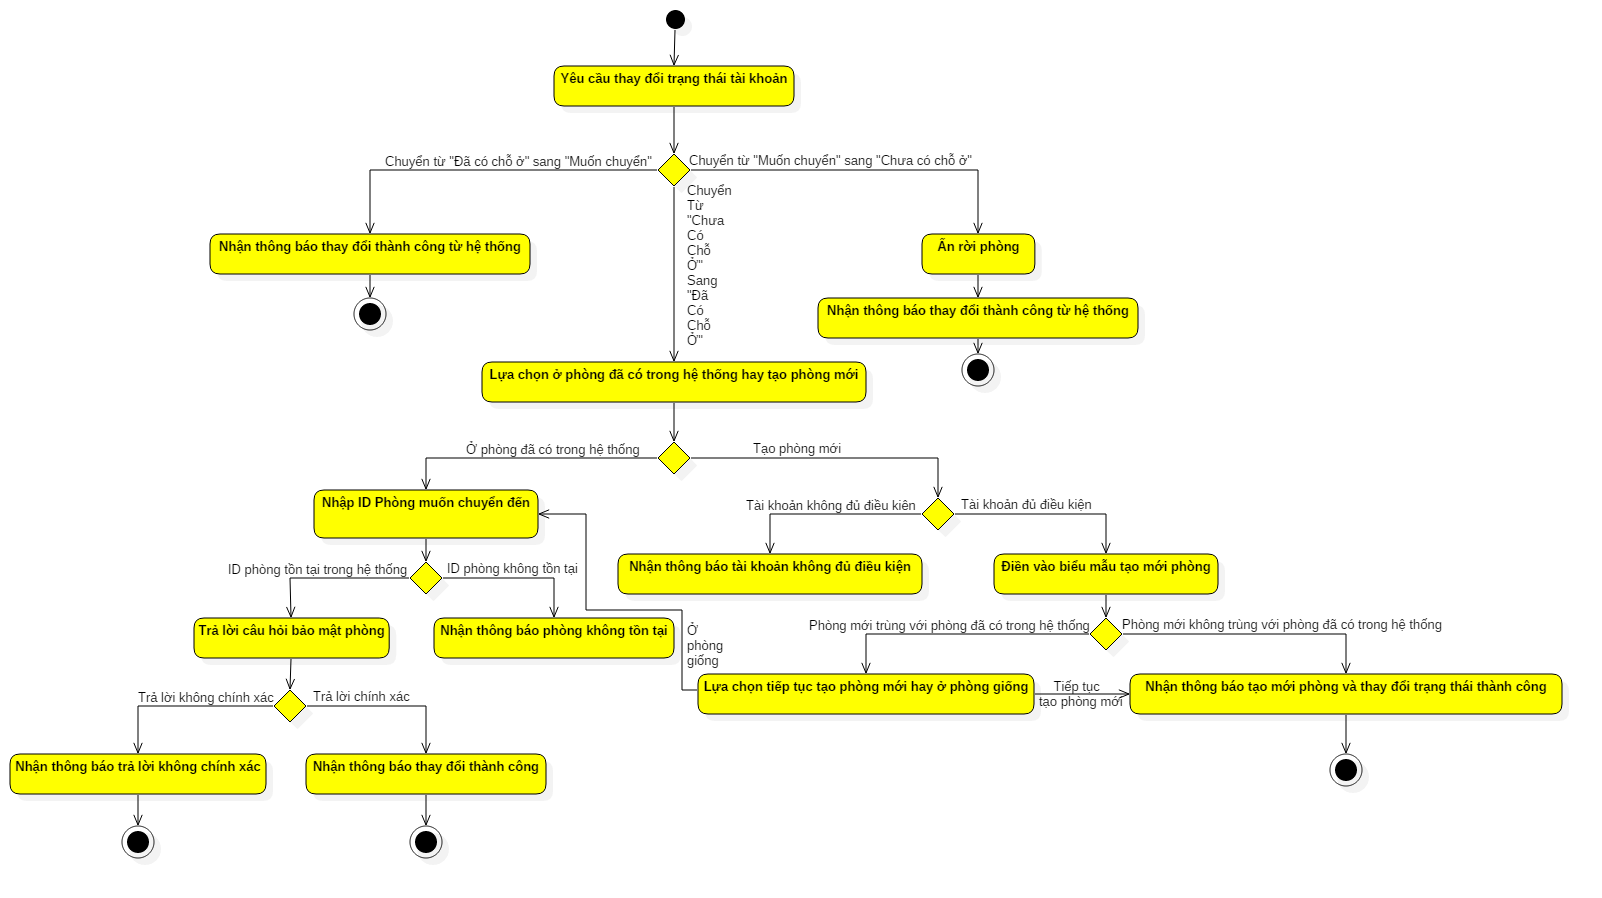 Yêu cầu thay đổi trạng thái tài khoản
Chuyển từ "Đã có chỗ ở" sang "Muốn chuyển"
Chuyển từ "Muốn chuyển" sang "Chưa có chỗ ở"
Chuyển
Từ
"Chưa
Có
Chỗ
Ở"
Sang
"Đã
Có
Chỗ
Ở"
Nhận thông báo thay đổi thành công từ hệ thống
Ấn rời phòng
Nhận thông báo thay đổi thành công từ hệ thống
Lựa chọn ở phòng đã có trong hệ thống hay tạo phòng mới
Ở phòng đã có trong hệ thống
Tạo phòng mới
Nhập ID Phòng muốn chuyển đến
Tài khoản không đủ điều kiên
Tài khoản đủ điều kiện
ID phòng tồn tại trong hệ thống
ID phòng không tồn tại
Nhận thông báo tài khoản không đủ điều kiện
Điền vào biểu mẫu tạo mới phòng
Trả lời câu hỏi bảo mật phòng
Nhận thông báo phòng không tồn tại
Ở
phòng
giống
Phòng mới trùng với phòng đã có trong hệ thống
Phòng mới không trùng với phòng đã có trong hệ thống
Lựa chọn tiếp tục tạo phòng mới hay ở phòng giống
Tiếp tục
tạo phòng mới
Nhận thông báo tạo mới phòng và thay đổi trạng thái thành công
Trả lời không chính xác
Trả lời chính xác
Nhận thông báo trả lời không chính xác
Nhận thông báo thay đổi thành công